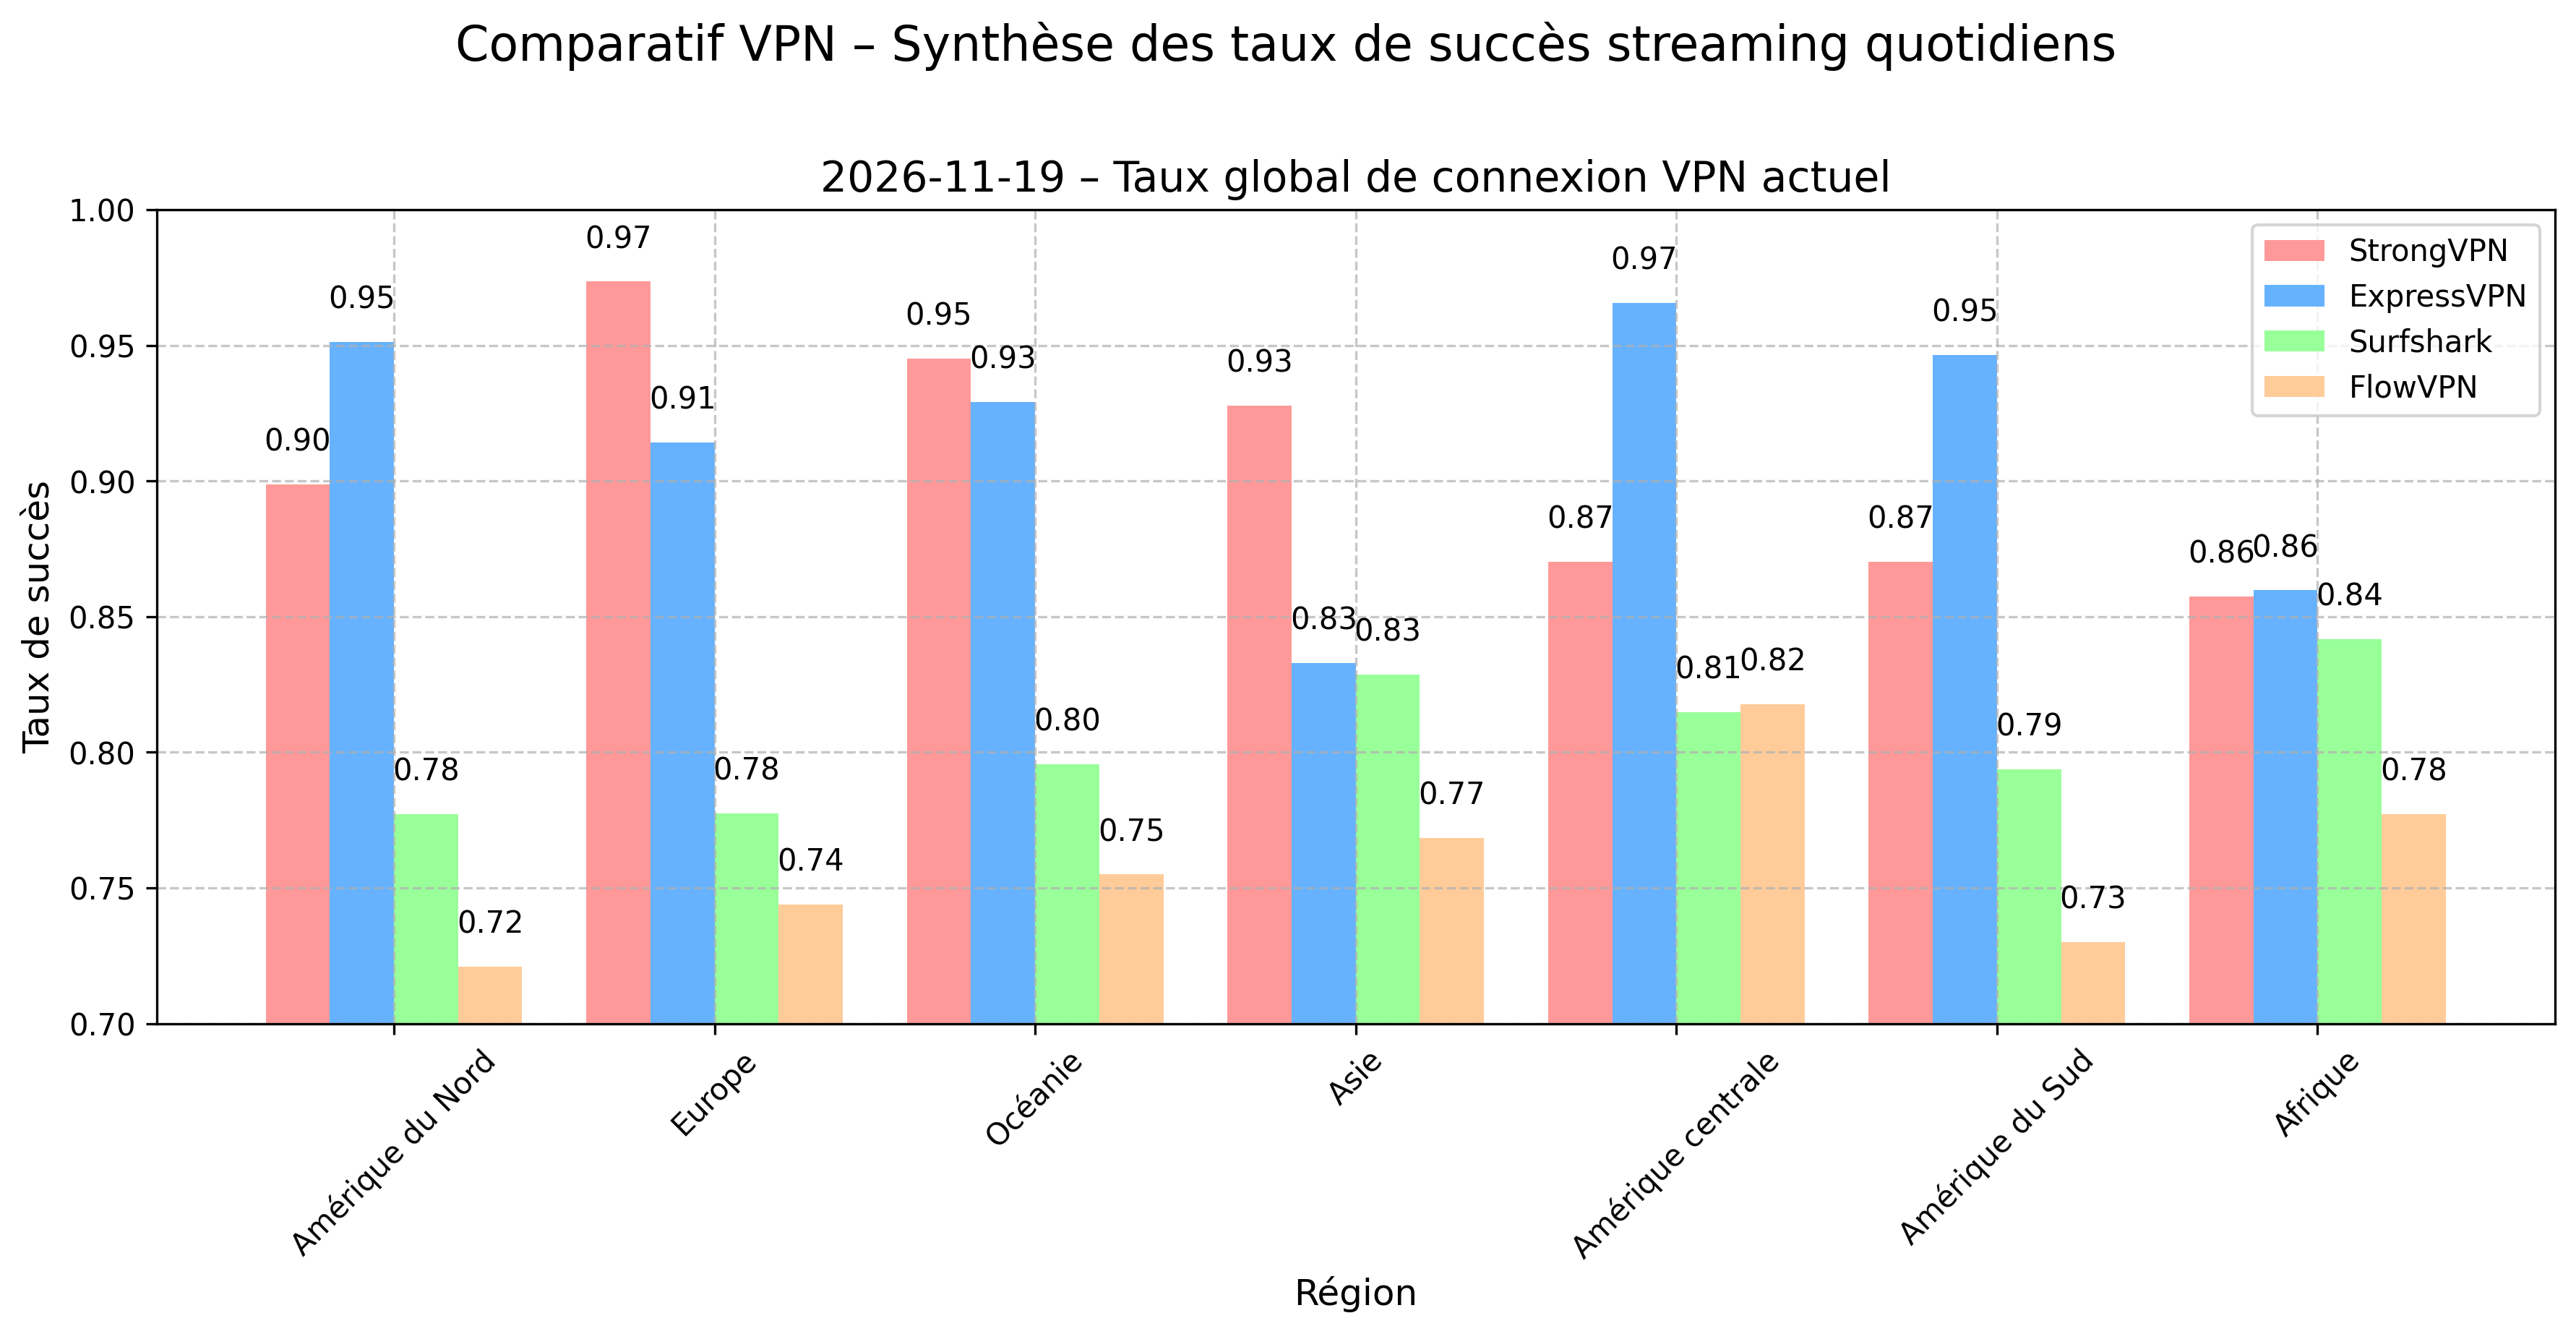 Comparatif VPN – Synthèse des taux de succès streaming quotidiens
2026-11-19 – Taux global de connexion VPN actuel
Taux de succès
1.00
0.95
0.90
0.85
0.80
0.75
0.70
0.90
0.95
0.78
0.72
0.97
0.91
0.78
0.74
0.95
0.93
0.80
0.75
0.93
0.83
0.83
0.77
0.87
0.97
0.81
0.82
0.87
0.95
0.79
0.73
0.86
0.86
0.84
0.78
StrongVPN
ExpressVPN
Surfshark
FlowVPN
Amérique du Nord
Europe
Océanie
Asie
Amérique centrale
Amérique du Sud
Afrique
Région